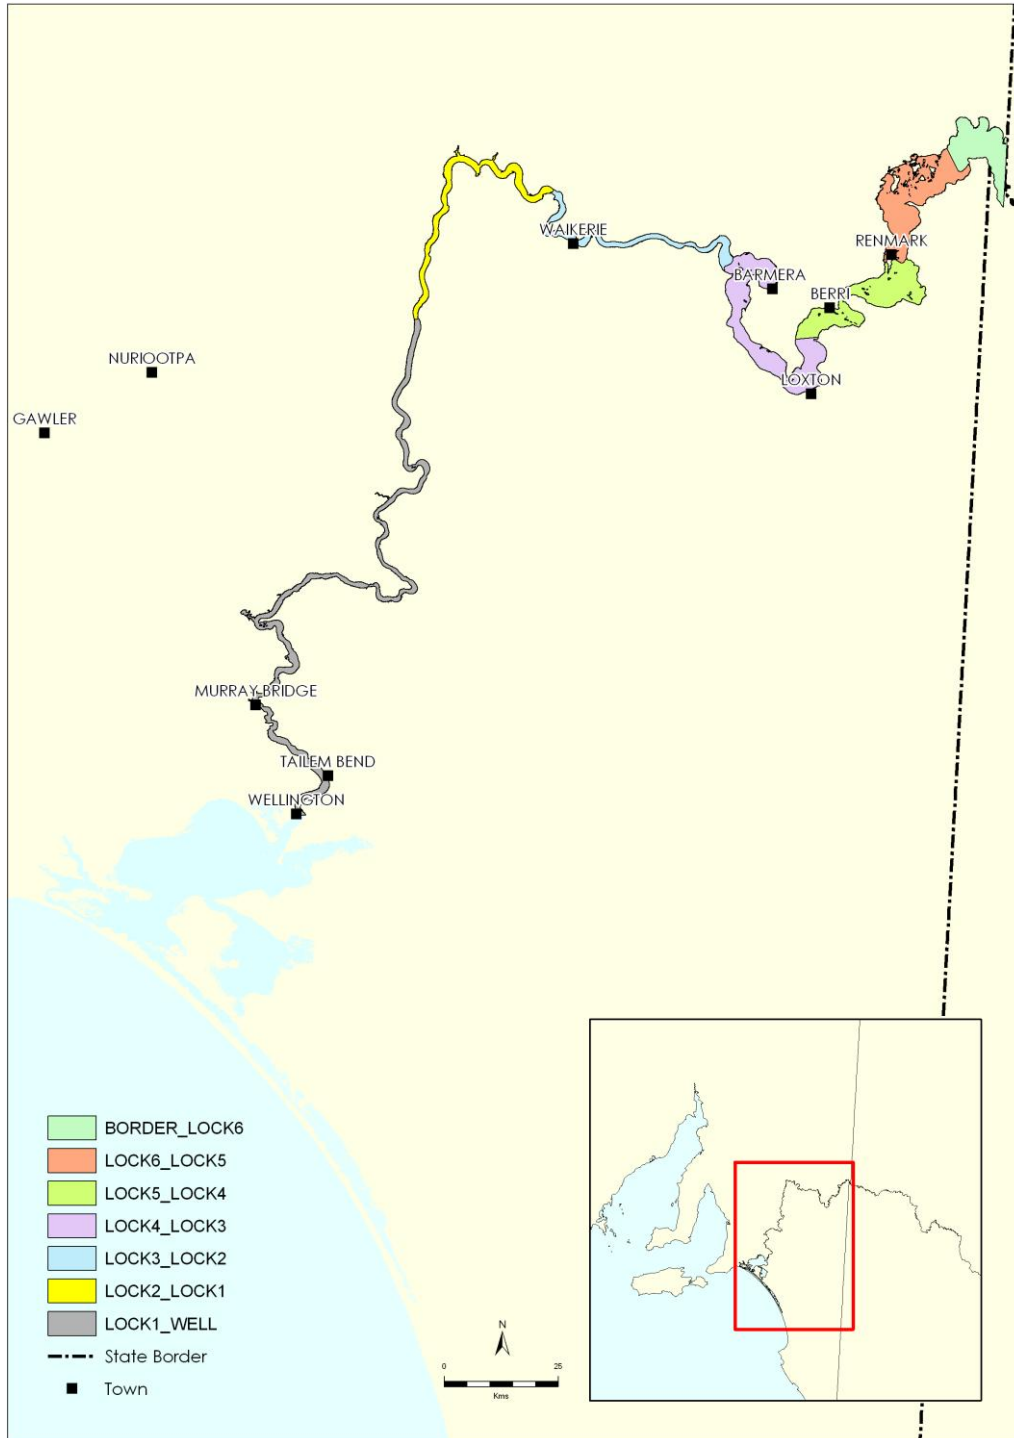 WAIKERIE
RENMARK
BARMERA
BERRI
NURIOOTPA
LOXTON
GAWLER
MURRAY BRIDGE
TAILEM BEND
WELLINGTON
BORDER_LOCK6
LOCK6_LOCK5
LOCK5_LOCK4
LOCK4_LOCK3
LOCK3_LOCK2
LOCK2_LOCK1
LOCK1_WELL
State Border
Town
N
0 25
Kms